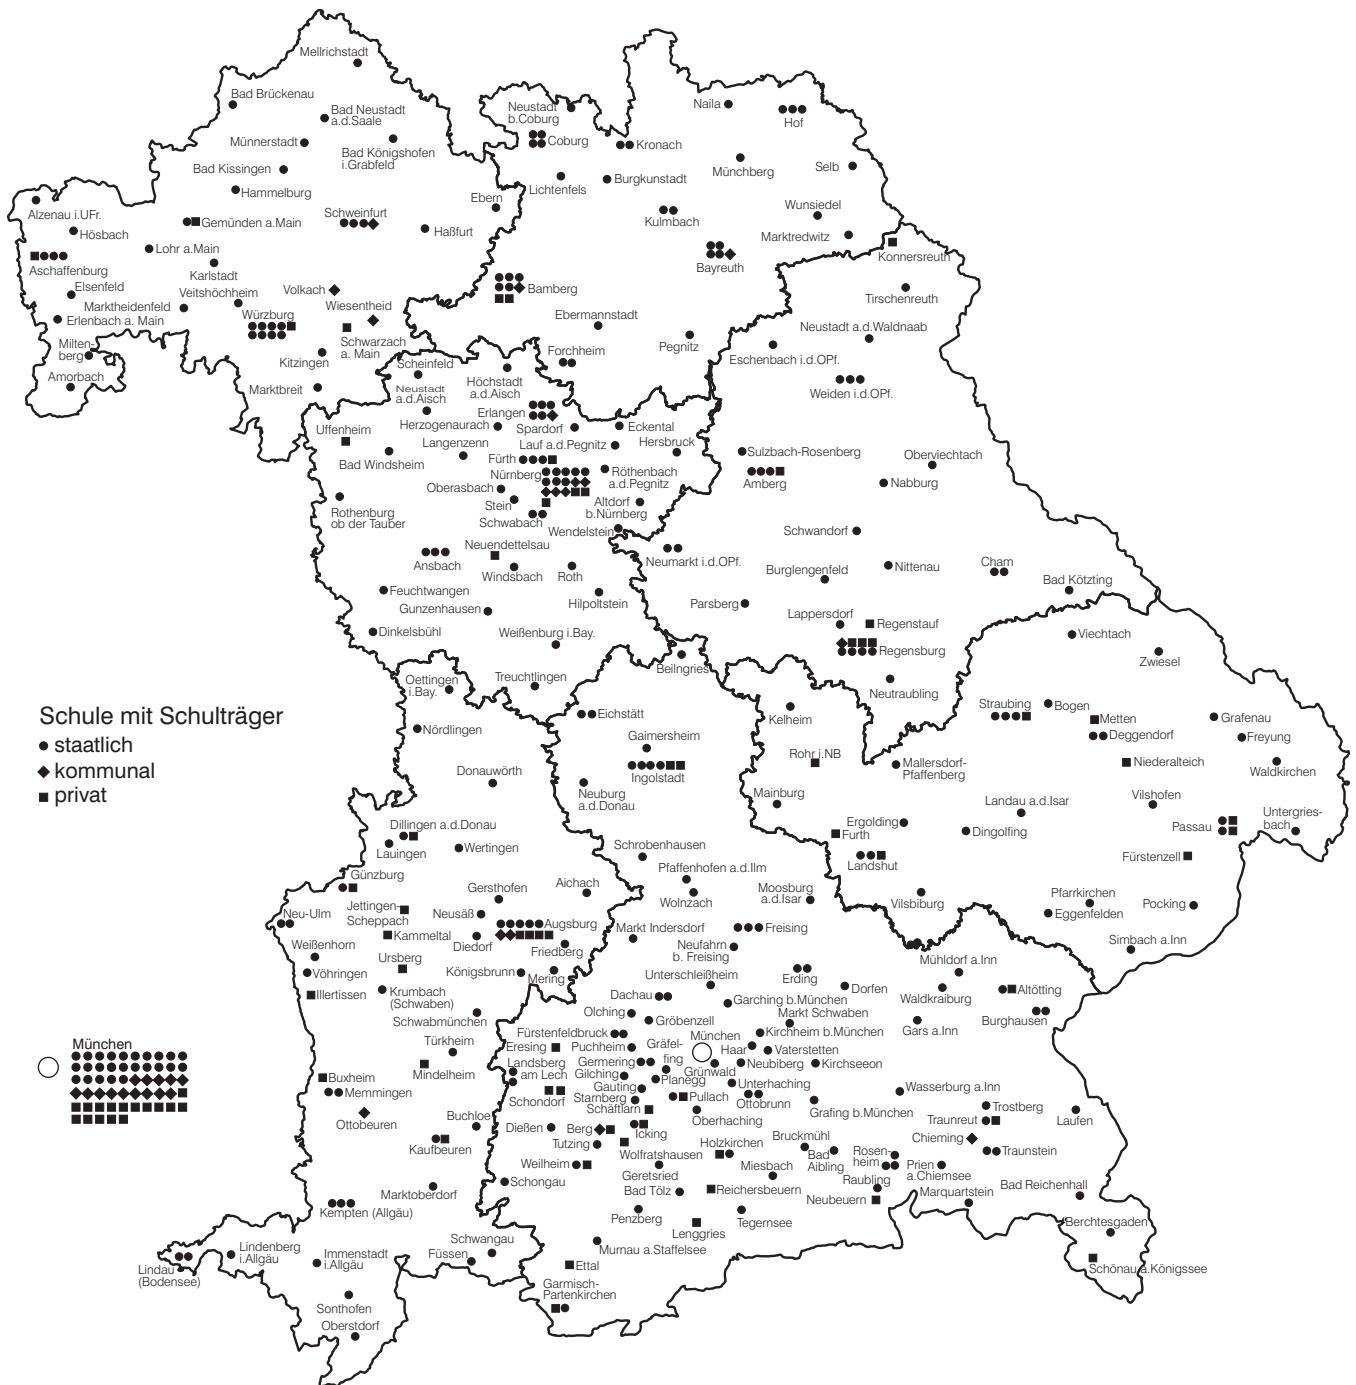 Mellrichstadt
Bad Brückenau
Bad Neustadt
a.d.Saale
Münnerstadt
Bad Königshofen
i.Grabfeld
Bad Kissingen
Hammelburg
Ebern
Alzenau i.UFr.
Gemünden a.Main
Schweinfurt
Hösbach
Haßfurt
Lohr a.Main
Aschaffenburg
Karlstadt
Elsenfeld
Veitshöchheim
Volkach
Marktheidenfeld
Wiesentheid
Erlenbach a. Main
Würzburg
Schwarzach
a. Main
Milten-
berg
Kitzingen
Amorbach
Marktbreit
Neustadt
b.Coburg
Naila
Hof
Coburg
Kronach
Münchberg
Selb
Lichtenfels
Burgkunstadt
Kulmbach
Wunsiedel
Marktredwitz
Bayreuth
Bamberg
Ebermannstadt
Pegnitz
Forchheim
Konnersreuth
Tirschenreuth
Neustadt a.d.Waldnaab
Eschenbach i.d.OPf.
Weiden i.d.OPf.
Sulzbach-Rosenberg
Oberviechtach
Amberg
Nabburg
Schwandorf
Neumarkt i.d.OPf.
Burglengenfeld
Nittenau
Cham
Bad Kötzting
Parsberg
Lappersdorf
Regenstauf
Regensburg
Neutraubling
Scheinfeld
Höchstadt
a.d.Aisch
Neustadt
a.d.Aisch
Erlangen
Herzogenaurach
Spardorf
Eckental
Uffenheim
Langenzenn
Lauf a.d.Pegnitz
Hersbruck
Bad Windsheim
Fürth
Nürnberg
Röthenbach
a.d.Pegnitz
Oberasbach
Stein
Altdorf
b.Nürnberg
Rothenburg
ob der Tauber
Schwabach
Wendelstein
Neuendettelsau
Ansbach
Windsbach
Roth
Feuchtwangen
Hilpoltstein
Gunzenhausen
Dinkelsbühl
Weißenburg i.Bay.
Treuchtlingen
Beilngries
Viechtach
Zwiesel
Kelheim
Straubing
Bogen
Metten
Deggendorf
Grafenau
Freyung
Rohr i.NB
Mallersdorf-
Pfaffenberg
Niederalteich
Waldkirchen
Mainburg
Landau a.d.Isar
Vilshofen
Ergolding
Furth
Dingolfing
Passau
Untergries-
bach
Landshut
Fürstenzell
Vilsbiburg
Pfarrkirchen
Eggenfelden
Pocking
Simbach a.Inn
Schule mit Schulträger
staatlich
kommunal
privat
München
Oettingen
i.Bay.
Nördlingen
Donauwörth
Dillingen a.d.Donau
Lauingen
Wertingen
Günzburg
Gersthofen
Aichach
Jettingen-
Scheppach
Neusäß
Neu-Ulm
Augsburg
Kammeltal
Diedorf
Friedberg
Weißenhorn
Ursberg
Königsbrunn
Mering
Vöhringen
Illertissen
Krumbach
(Schwaben)
Schwabmünchen
Türkheim
Mindelheim
Buxheim
Memmingen
Ottobeuren
Buchloe
Kaufbeuren
Marktoberdorf
Kempten (Allgäu)
Schwangau
Füssen
Lindau
(Bodensee)
Lindenberg
i.Allgäu
Immenstadt
i.Allgäu
Sonthofen
Oberstdorf
Eichstätt
Gaimersheim
Ingolstadt
Neuburg
a.d.Donau
Schrobenhausen
Pfaffenhofen a.d.Ilm
Wolnzach
Moosburg
a.d.Isar
Markt Indersdorf
Freising
Neufahrn
b. Freising
Mühldorf a.Inn
Unterschleißheim
Erding
Dachau
Garching b.München
Dorfen
Waldkraiburg
Altötting
Olching
Gröbenzell
Markt Schwaben
Gars a.Inn
Burghausen
Fürstenfeldbruck
München
Kirchheim b.München
Eresing
Puchheim
Gräfel-
fing
Haar
Vaterstetten
Landsberg
am Lech
Germering
Grünwald
Neubiberg
Kirchseeon
Gilching
Planegg
Gauting
Unterhaching
Wasserburg a.Inn
Schondorf
Starnberg
Pullach
Ottobrunn
Grafing b.München
Trostberg
Schäftlarn
Oberhaching
Traunreut
Laufen
Dießen
Berg
Icking
Chieming
Tutzing
Holzkirchen
Bruckmühl
Traunstein
Weilheim
Wolfratshausen
Bad
Aibling
Rosen-
heim
Prien
a.Chiemsee
Geretsried
Miesbach
Raubling
Schongau
Bad Tölz
Reichersbeuern
Neubeuern
Marquartstein
Bad Reichenhall
Penzberg
Lenggries
Tegernsee
Berchtesgaden
Murnau a.Staffelsee
Ettal
Schönau a.Königssee
Garmisch-
Partenkirchen